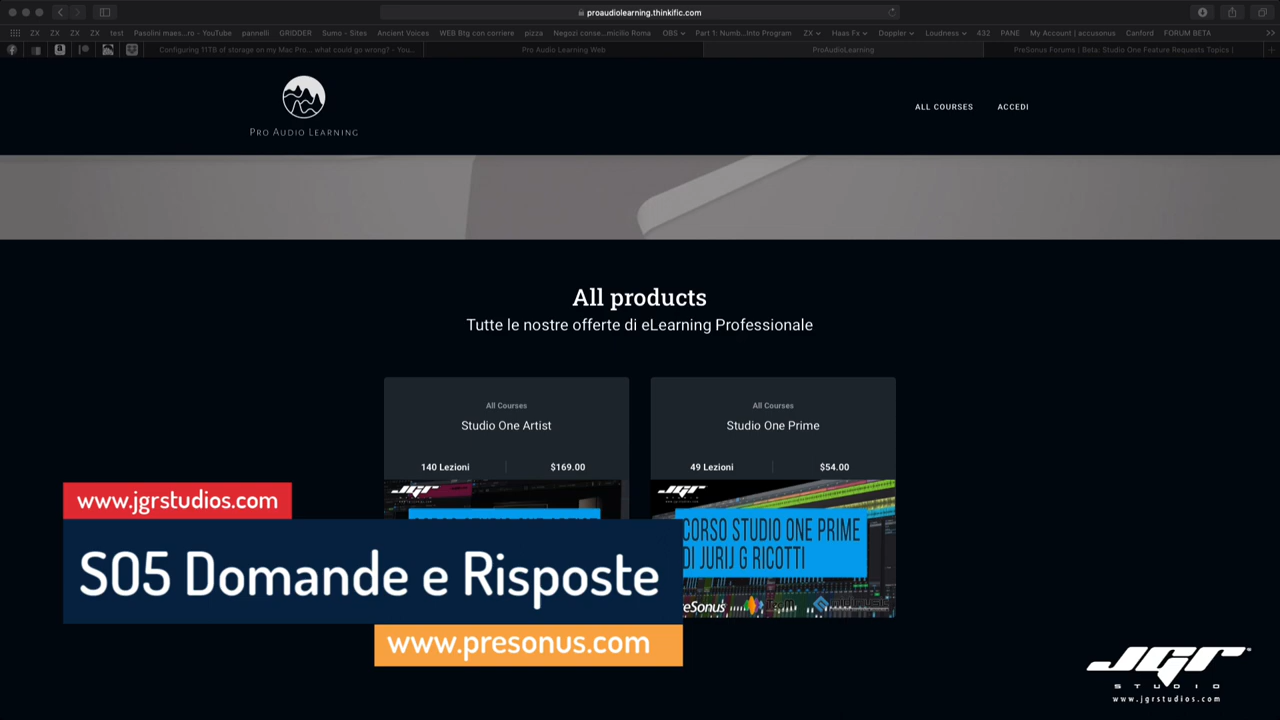 proaudiolearning.thinkific.com
ZX ZX ZX ZX test Pasolini maes...ro - YouTube pannelli GRIDDER Sumo - Sites Ancient Voices WEB Btg con corriere pizza Negozi conse...micilio Roma OBS Part 1: Numb...Into Program ZX Haas Fx Doppler Loudness 432 PANE My Account | accusonus Canford FORUM BETA
Configuring 11TB of storage on my Mac Pro... what could go wrong? - You... Pro Audio Learning Web ProAudioLearning PreSonus Forums | Beta: Studio One Feature Requests Topics |
PRO AUDIO LEARNING
ALL COURSES ACCEDI
All products
Tutte le nostre offerte di eLearning Professionale
All Courses
Studio One Artist
140 Lezioni $169.00
All Courses
Studio One Prime
49 Lezioni $54.00
JGR
JGR
CORSO STUDIO ONE PRIME
DI JURIJ G RICOTTI
eSonus
www.jgrstudios.com
SO5 Domande e Risposte
www.presonus.com
JGR
STUDIO
www.jgrstudios.com